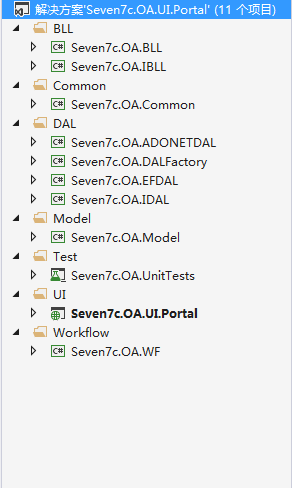 解决方案'Seven7c.OA.UI.Portal' (11 个项目)
BLL
C# Seven7c.OA.BLL
C# Seven7c.OA.IBLL
Common
C# Seven7c.OA.Common
DAL
C# Seven7c.OA.ADONETDAL
C# Seven7c.OA.DALFactory
C# Seven7c.OA.EFDAL
C# Seven7c.OA.IDAL
Model
C# Seven7c.OA.Model
Test
Seven7c.OA.UnitTests
UI
Seven7c.OA.UI.Portal
Workflow
C# Seven7c.OA.WF